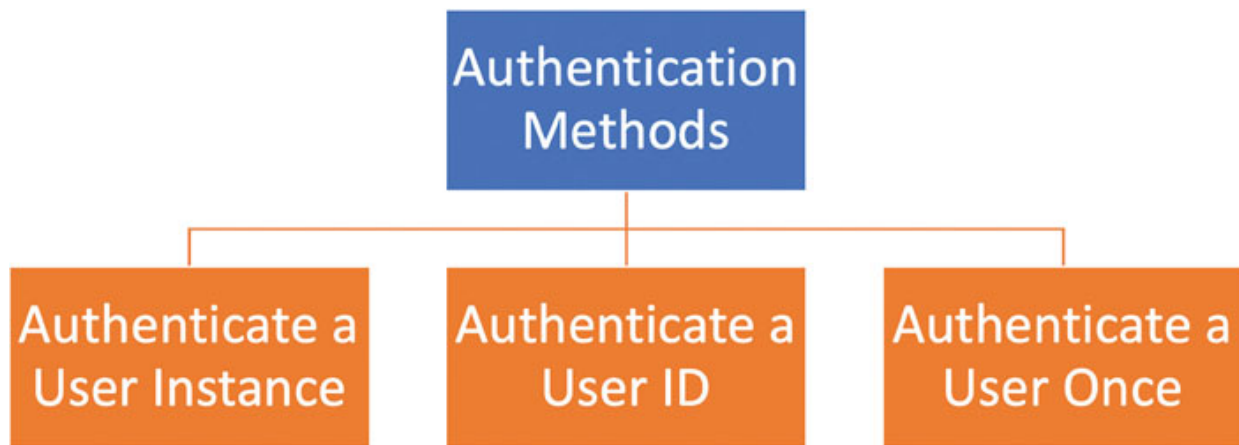 Authentication
Methods
Authenticate a
User Instance
Authenticate a
User ID
Authenticate a
User Once